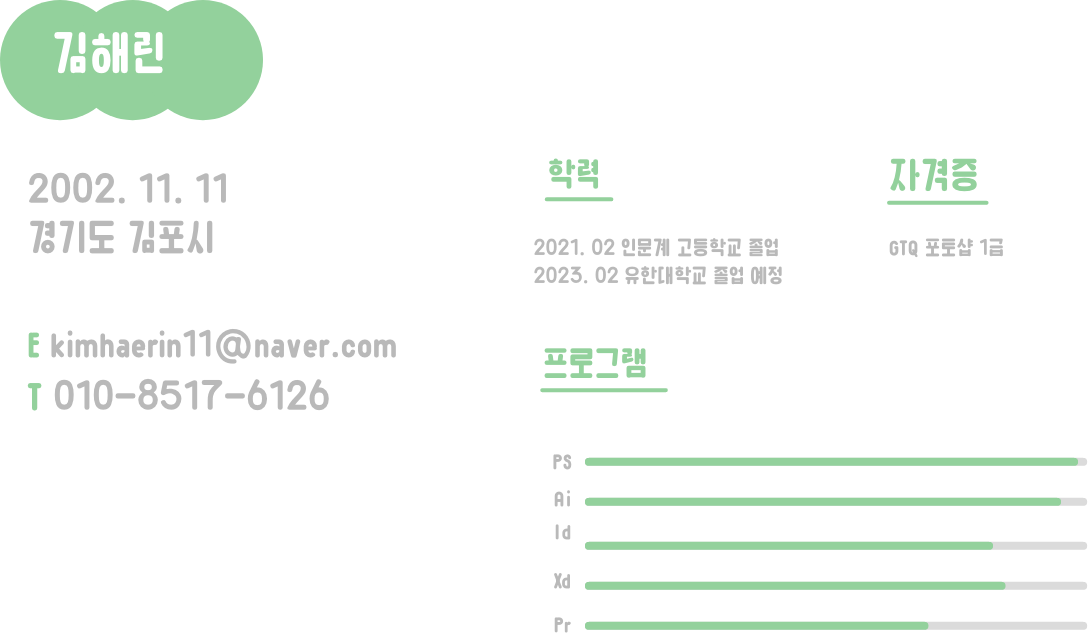 김해린
2002. 11. 11
경기도 김포시
E kimhaerin11@naver.com
T 010-8517-6126
학력
2021. 02 인문계 고등학교 졸업
2023. 02 유한대학교 졸업 예정
자격증
GTQ 포토샵 1급
프로그램
PS
Ai
Id
Xd
Pr